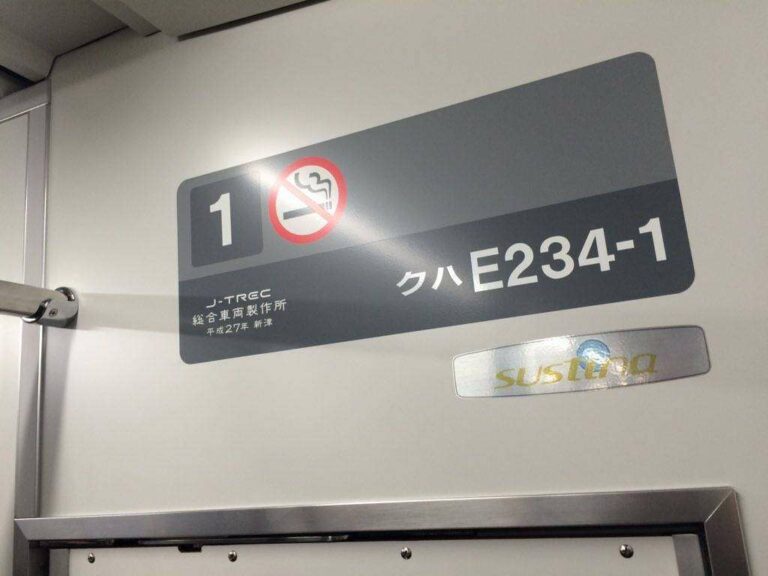 1
J-TREC
総合車両製作所
平成27年 新津
クハE234-1
sustina